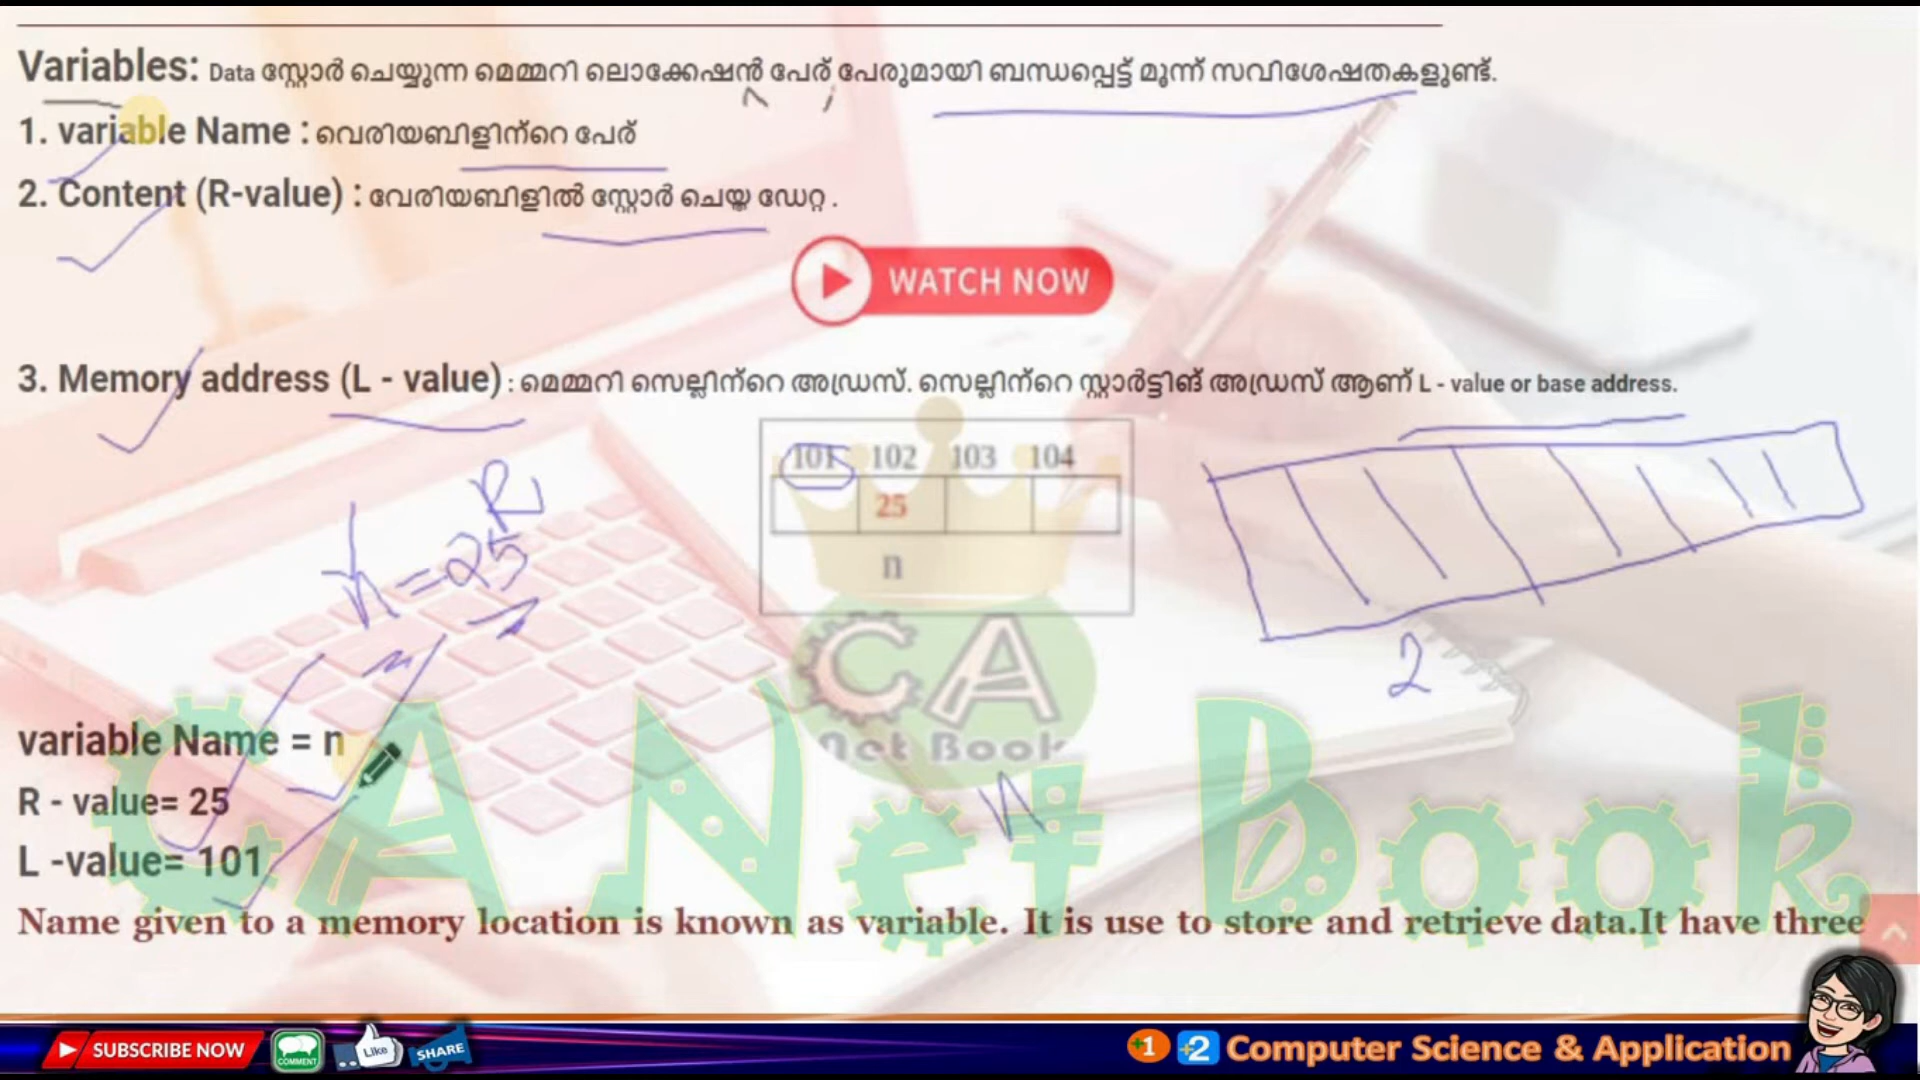 Variables: Data സ്റ്റോർ ചെയ്യുന്ന മെമ്മറി ലൊക്കേഷൻ പേര് പേരുമായി ബന്ധപ്പെട്ട് മൂന്ന് സവിശേഷതകളുണ്ട്.
1. variable Name : വെരിയബിളിന്റെ പേര്
2. Content (R-value) : വേരിയബിളിൽ സ്റ്റോർ ചെയ്ത ഡേറ്റ .
WATCH NOW
3. Memory address (L - value) : മെമ്മറി സെല്ലിന്റെ അഡ്രസ്. സെല്ലിന്റെ സ്റ്റാർട്ടിങ് അഡ്രസ് ആണ് L - value or base address.
101 102 103 104
25
n
R
n = 25
2
CA
Net Book
n
CA Net Book
variable Name = n
R - value= 25
L -value= 101
Name given to a memory location is known as variable. It is use to store and retrieve data.It have three
SUBSCRIBE NOW COMMENT Like SHARE +1 +2 Computer Science & Application